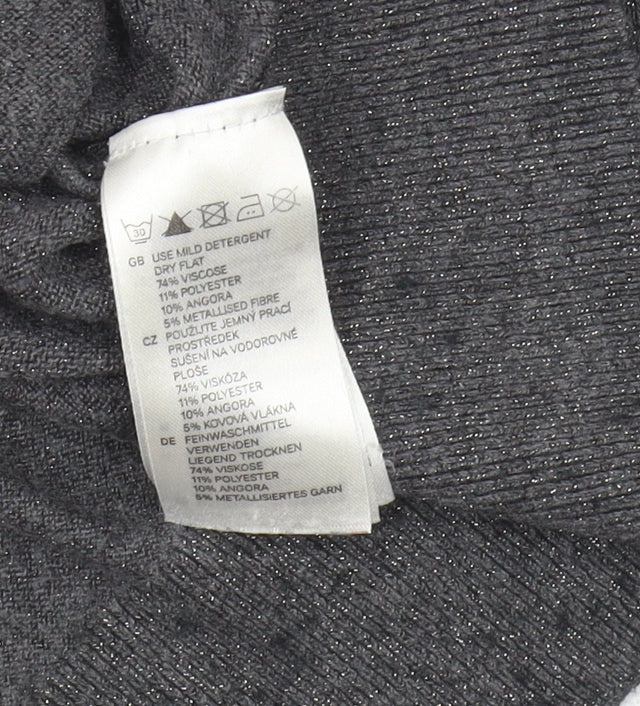 30
GB USE MILD DETERGENT
DRY FLAT
74% VISCOSE
11% POLYESTER
10% ANGORA
5% METALLISED FIBRE
CZ POUŽIJTE JEMNÝ PRACÍ
PROSTŘEDEK
SUŠENÍ NA VODOROVNÉ
PLOŠE
74% VISKÓZA
11% POLYESTER
10% ANGORA
5% KOVOVÁ VLÁKNA
DE FEINWASCHMITTEL
VERWENDEN
LIEGEND TROCKNEN
74% VISKOSE
11% POLYESTER
10% ANGORA
5% METALLISIERTES GARN